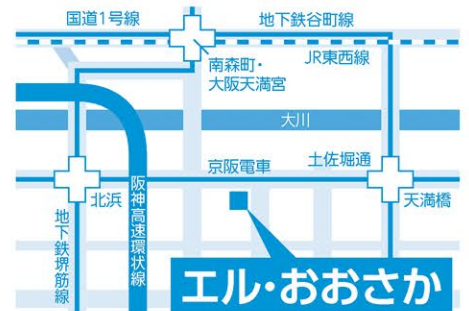 国道1号線
地下鉄谷町線
南森町・
大阪天満宮
JR東西線
大川
京阪電車
土佐堀通
北浜
天満橋
阪神高速環状線
地下鉄堺筋線
エル・おおさか